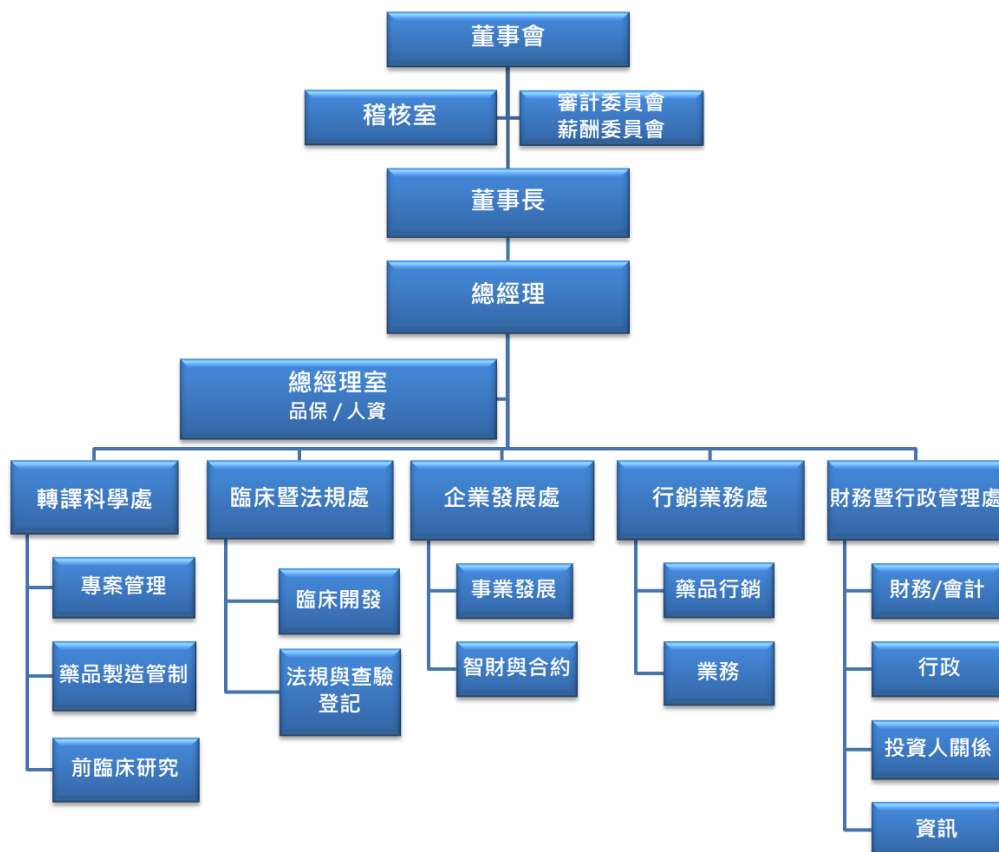 董事會
稽核室
審計委員會
薪酬委員會
董事長
總經理
總經理室
品保 / 人資
轉譯科學處
臨床暨法規處
企業發展處
行銷業務處
財務暨行政管理處
專案管理
藥品製造管制
前臨床研究
臨床開發
法規與查驗
登記
事業發展
智財與合約
藥品行銷
業務
財務/會計
行政
投資人關係
資訊